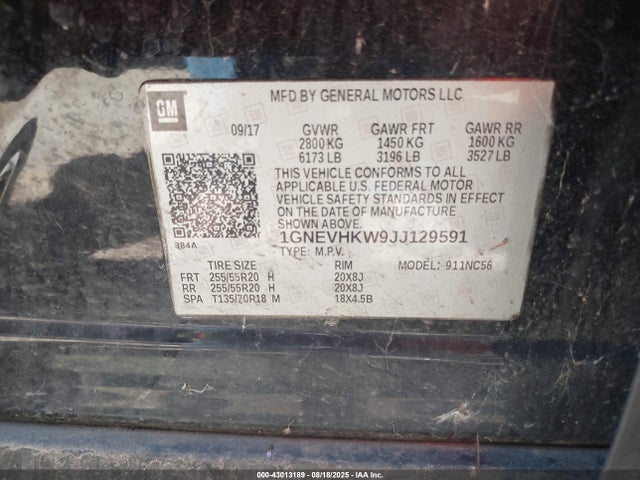 GM
MFD BY GENERAL MOTORS LLC
09/17 GVWR GAWR FRT GAWR RR
2800 KG 1450 KG 1600 KG
6173 LB 3196 LB 3527 LB
THIS VEHICLE CONFORMS TO ALL
APPLICABLE U.S. FEDERAL MOTOR
VEHICLE SAFETY STANDARDS IN EFFECT
ON THE DATE OF MANUFACTURE
SHOWN ABOVE.
384A
1GNEVHKW9JJ129591
TYPE: M.P.V. MODEL: 911NC56
TIRE SIZE RIM
FRT 255/55R20 H 20X8J
RR 255/55R20 H 20X8J
SPA T135/70R18 M 18X4.5B
000-43013189 - 08/18/2025 - IAA Inc.